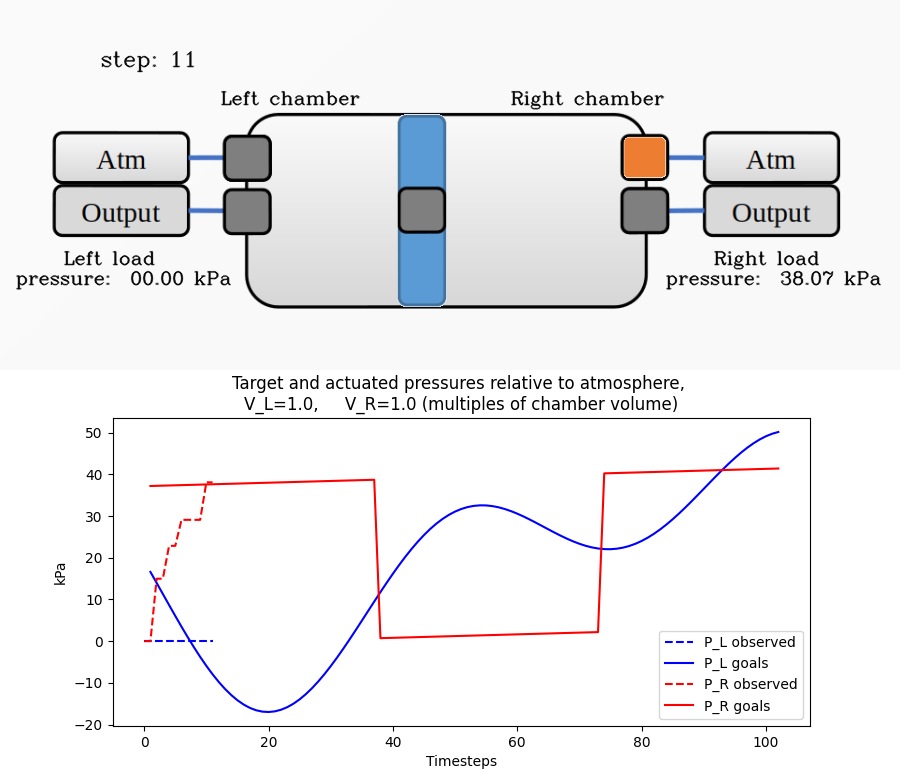 step: 11
Left chamber
Right chamber
Atm
Atm
Output
Output
Left load
pressure: 00.00 kPa
Right load
pressure: 38.07 kPa
Target and actuated pressures relative to atmosphere,
V_L=1.0, V_R=1.0 (multiples of chamber volume)
kPa
50
40
30
20
10
0
−10
−20
0
20
40
60
80
100
Timesteps
P_L observed
P_L goals
P_R observed
P_R goals